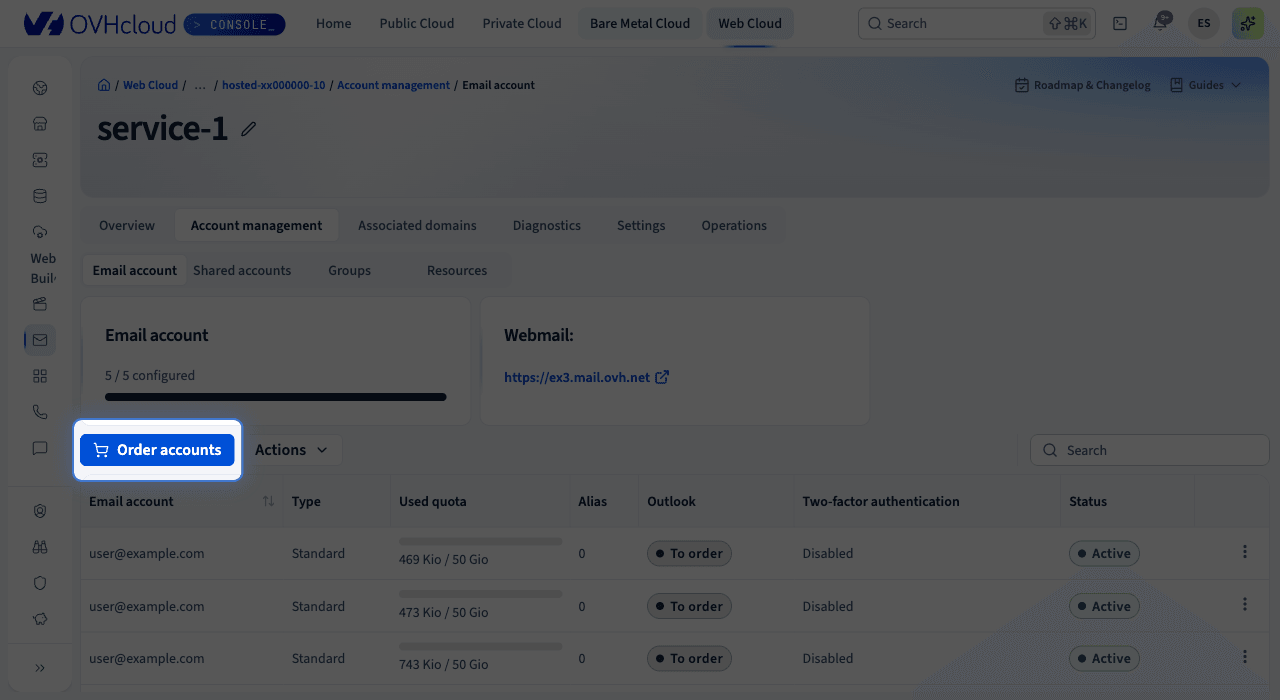 OVHcloud > CONSOLE_ Home Public Cloud Private Cloud Bare Metal Cloud Web Cloud Search ⇧⌘K 9+ ES
/ Web Cloud / ... / hosted-xx000000-10 / Account management / Email account Roadmap & Changelog Guides
service-1
Overview Account management Associated domains Diagnostics Settings Operations
Web
Buil
Email account Shared accounts Groups Resources
Email account Webmail:
5 / 5 configured https://ex3.mail.ovh.net
Order accounts Actions Search
Email account Type Used quota Alias Outlook Two-factor authentication Status
user@example.com Standard 469 Kio / 50 Gio 0 To order Disabled Active
user@example.com Standard 473 Kio / 50 Gio 0 To order Disabled Active
user@example.com Standard 743 Kio / 50 Gio 0 To order Disabled Active